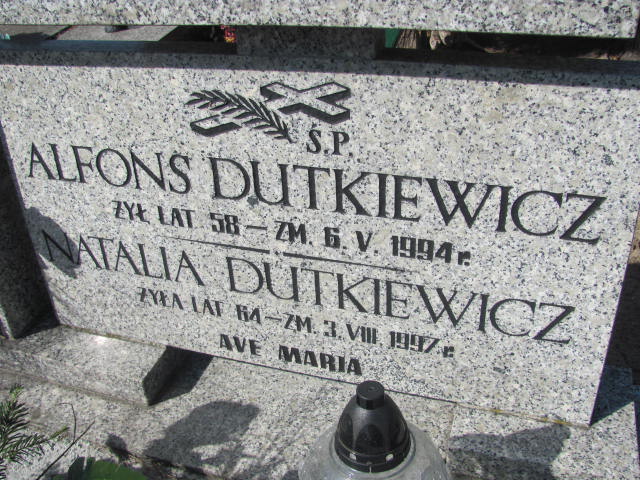 Ś.P.
ALFONS DUTKIEWICZ
ŻYŁ LAT 58 – ZM. 6. V. 1994 r.
NATALIA DUTKIEWICZ
ŻYŁA LAT 64 – ZM. 3. VIII. 1997 r.
AVE MARIA